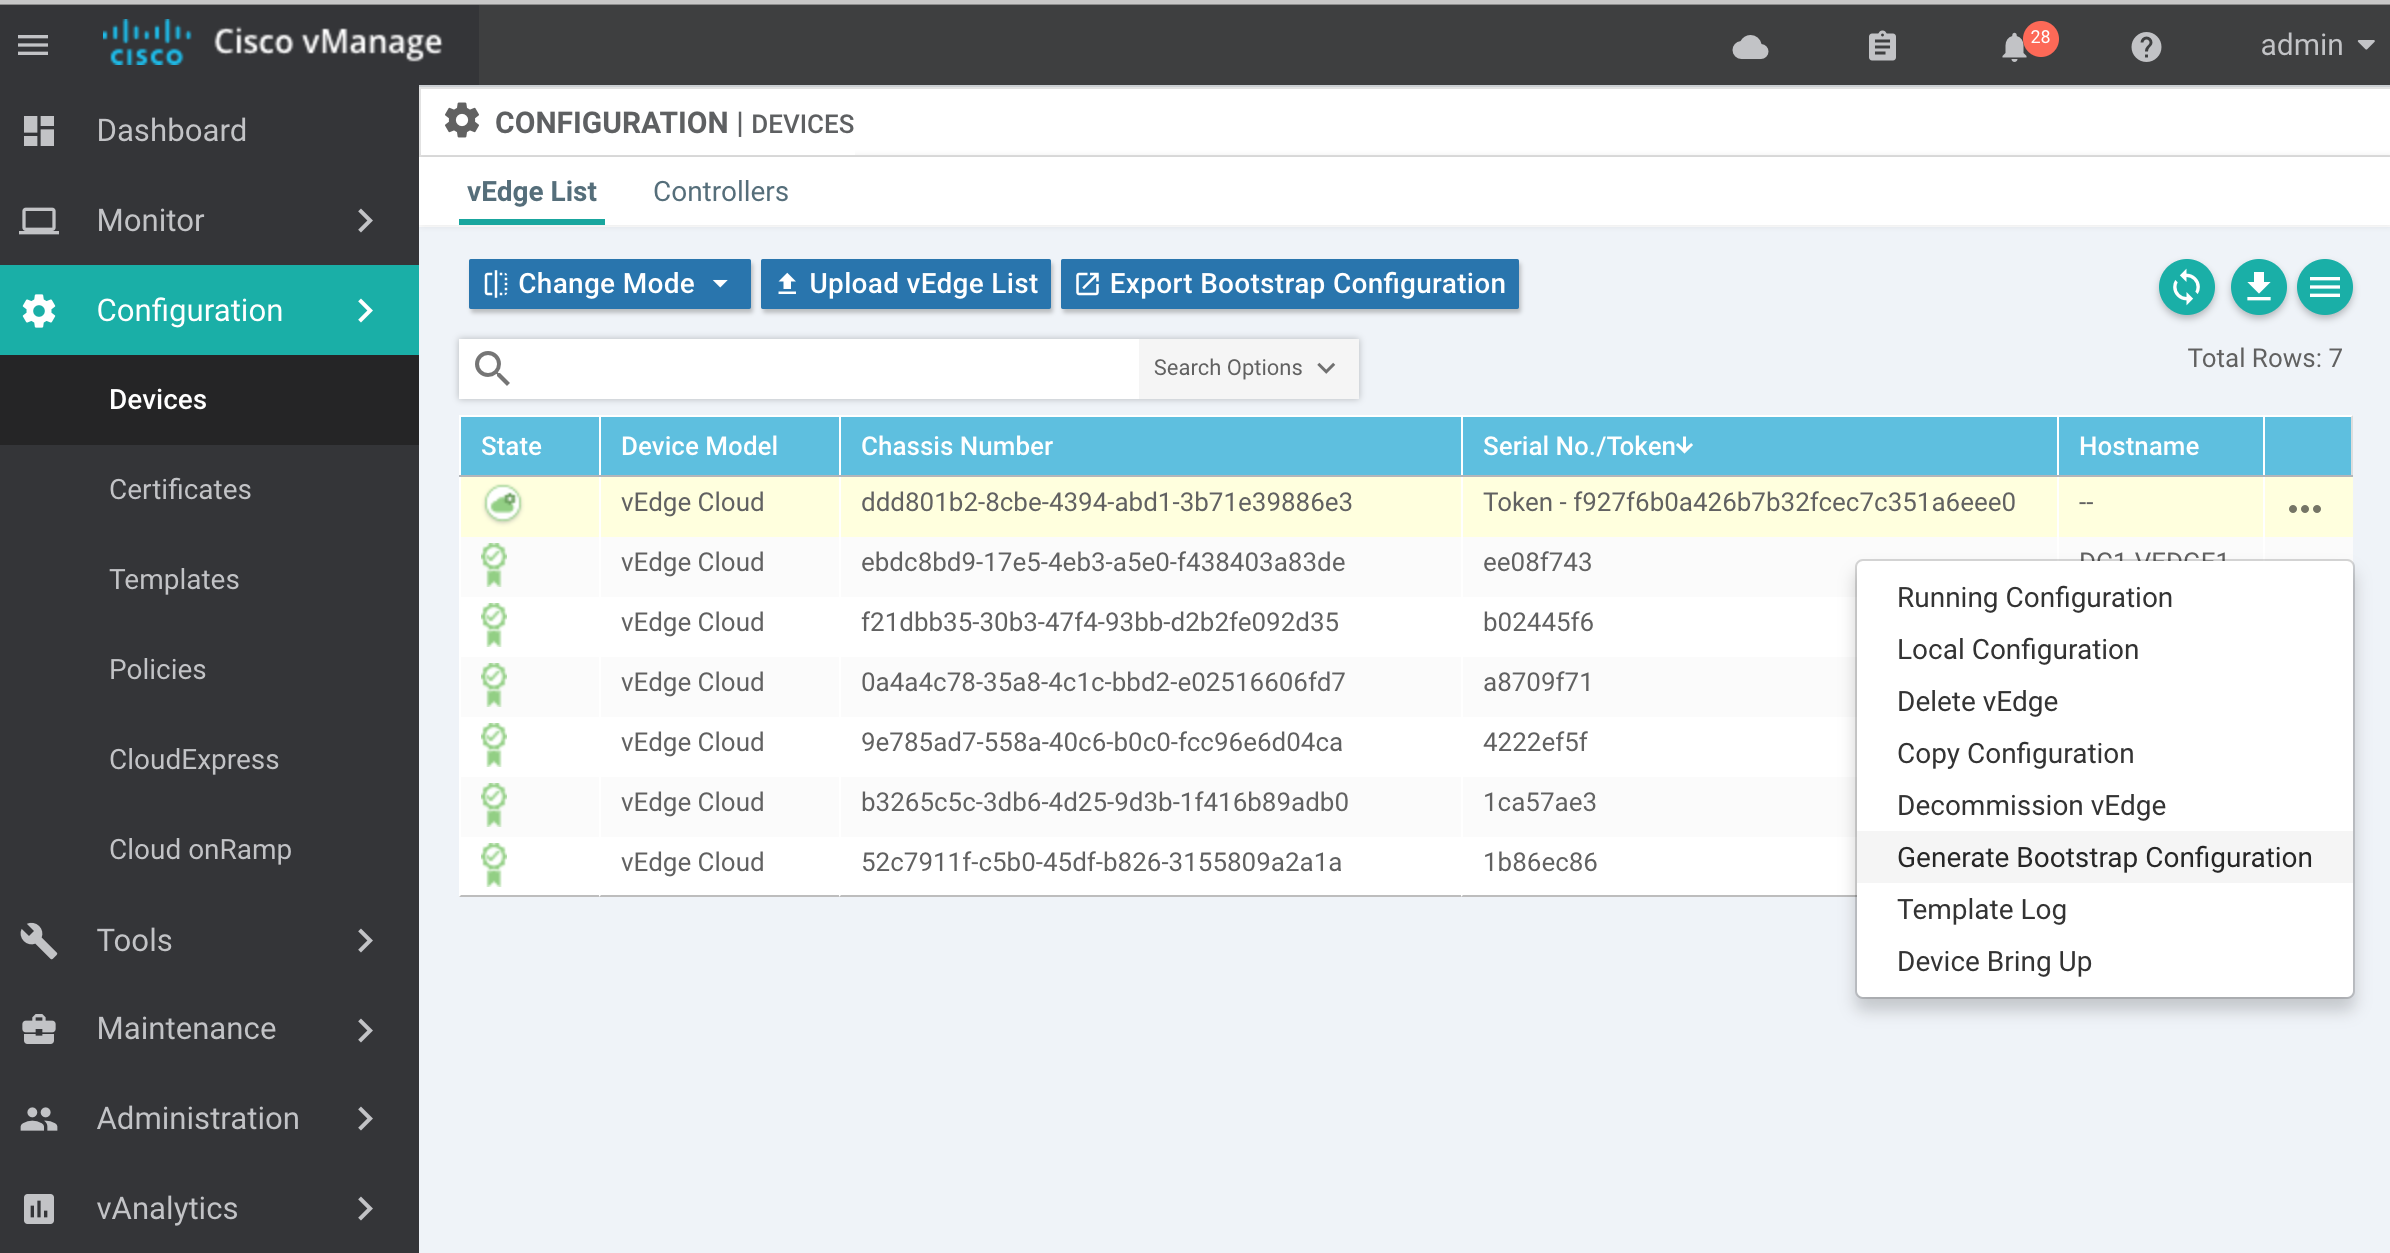 cisco Cisco vManage
28
admin
Dashboard
Monitor
Configuration
Devices
Certificates
Templates
Policies
CloudExpress
Cloud onRamp
Tools
Maintenance
Administration
vAnalytics
CONFIGURATION | DEVICES
vEdge List Controllers
Change Mode Upload vEdge List Export Bootstrap Configuration
Search Options
Total Rows: 7
State Device Model Chassis Number Serial No./Token Hostname
vEdge Cloud ddd801b2-8cbe-4394-abd1-3b71e39886e3 Token - f927f6b0a426b7b32fcec7c351a6eee0 --
vEdge Cloud ebdc8bd9-17e5-4eb3-a5e0-f438403a83de ee08f743 DC1-VEDGE1
vEdge Cloud f21dbb35-30b3-47f4-93bb-d2b2fe092d35 b02445f6
vEdge Cloud 0a4a4c78-35a8-4c1c-bbd2-e02516606fd7 a8709f71
vEdge Cloud 9e785ad7-558a-40c6-b0c0-fcc96e6d04ca 4222ef5f
vEdge Cloud b3265c5c-3db6-4d25-9d3b-1f416b89adb0 1ca57ae3
vEdge Cloud 52c7911f-c5b0-45df-b826-3155809a2a1a 1b86ec86
Running Configuration
Local Configuration
Delete vEdge
Copy Configuration
Decommission vEdge
Generate Bootstrap Configuration
Template Log
Device Bring Up